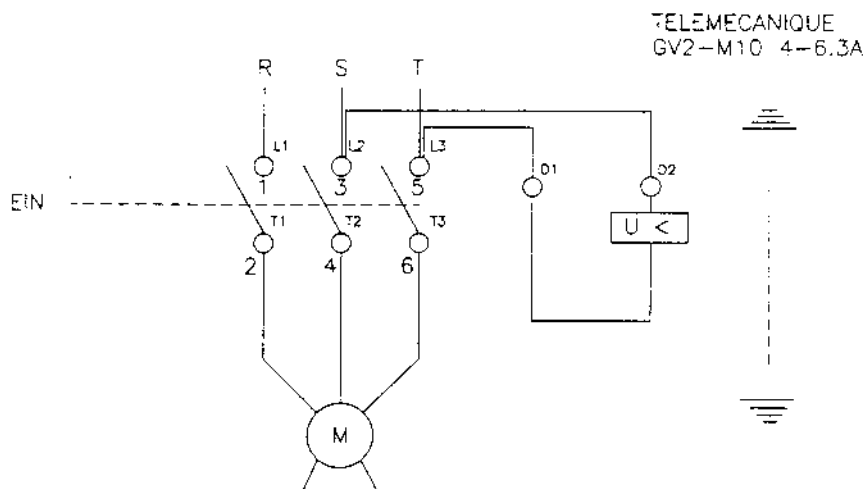 TELEMECANIQUE
GV2-M10 4-6.3A
R S T
L1 L2 L3
1 3 5
D1 D2
EIN
T1 T2 T3
U <
2 4 6
M